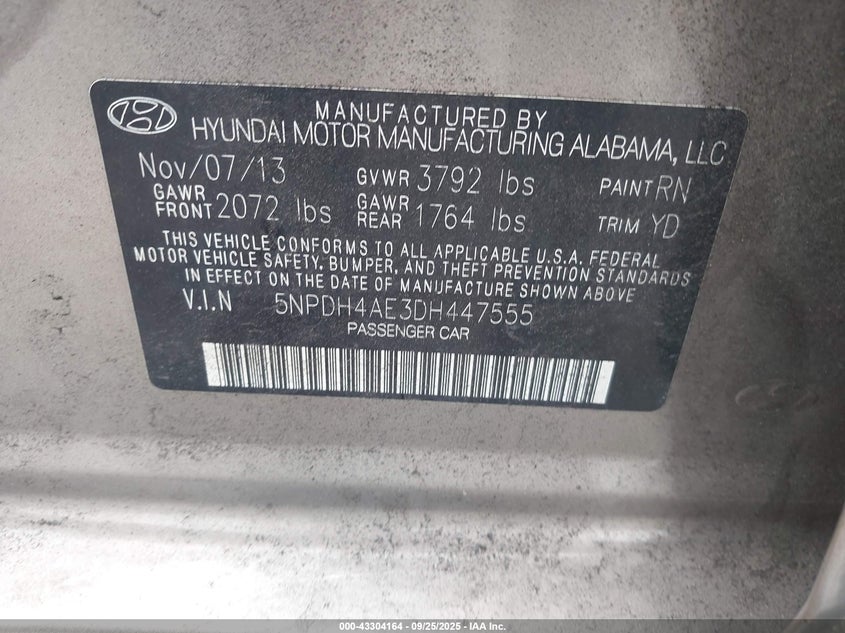 MANUFACTURED BY
HYUNDAI MOTOR MANUFACTURING ALABAMA, LLC
Nov/07/13 GVWR 3792 lbs PAINT RN
GAWR FRONT 2072 lbs GAWR REAR 1764 lbs TRIM YD
THIS VEHICLE CONFORMS TO ALL APPLICABLE U.S.A. FEDERAL
MOTOR VEHICLE SAFETY, BUMPER, AND THEFT PREVENTION STANDARDS
IN EFFECT ON THE DATE OF MANUFACTURE SHOWN ABOVE
V.I.N 5NPDH4AE3DH447555
PASSENGER CAR
000-43304164 - 09/25/2025 - IAA Inc.